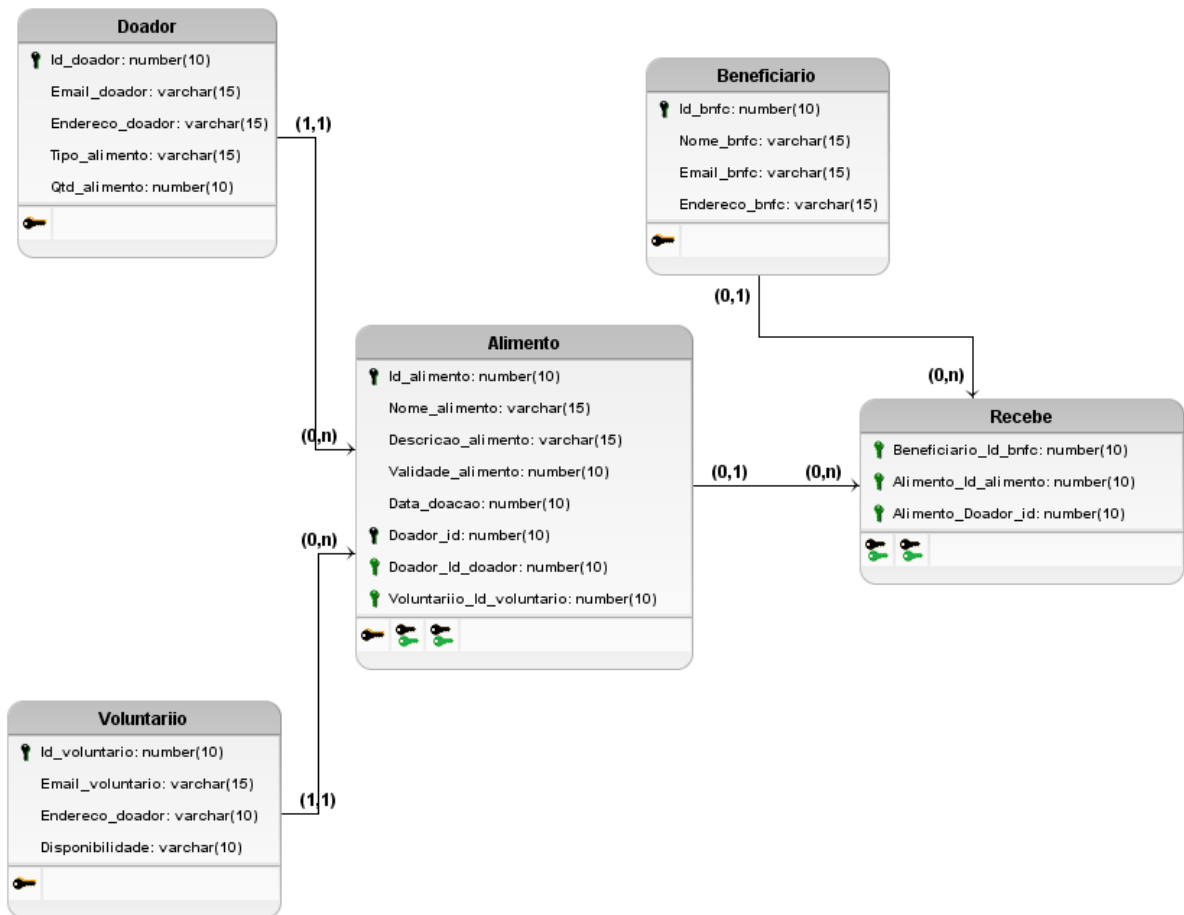 Doador
Id_doador: number(10)
Email_doador: varchar(15)
Endereco_doador: varchar(15)
Tipo_alimento: varchar(15)
Qtd_alimento: number(10)
(1,1)
Beneficiario
Id_bnfc: number(10)
Nome_bnfc: varchar(15)
Email_bnfc: varchar(15)
Endereco_bnfc: varchar(15)
(0,1)
(0,n)
Alimento
Id_alimento: number(10)
Nome_alimento: varchar(15)
Descricao_alimento: varchar(15)
Validade_alimento: number(10)
Data_doacao: number(10)
Doador_id: number(10)
Doador_Id_doador: number(10)
Voluntariio_Id_voluntario: number(10)
(0,n)
(0,n)
(0,1)
(0,n)
Recebe
Beneficiario_Id_bnfc: number(10)
Alimento_Id_alimento: number(10)
Alimento_Doador_id: number(10)
Voluntariio
Id_voluntario: number(10)
Email_voluntario: varchar(15)
Endereco_doador: varchar(10)
Disponibilidade: varchar(10)
(1,1)